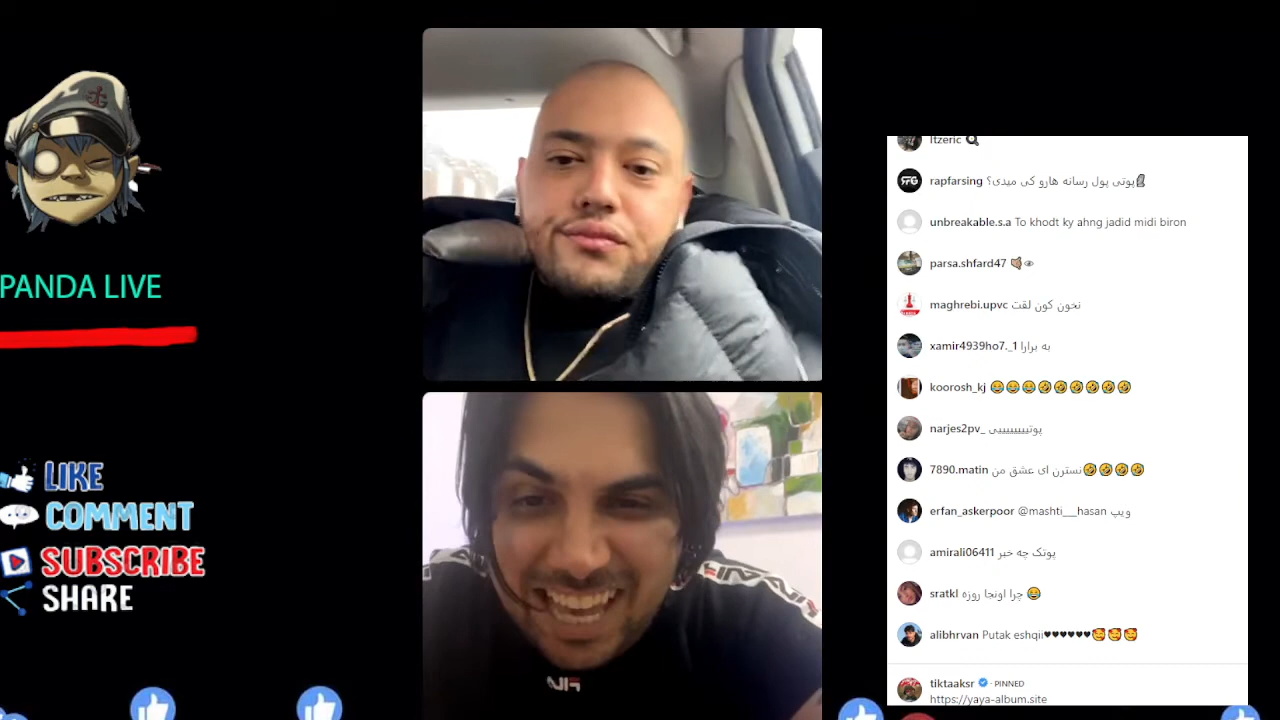 PANDA LIVE
LIKE
COMMENT
SUBSCRIBE
SHARE
FILA
FILA
Itzeric
rapfarsing پوتی پول رسانه هارو کی میدی؟
unbreakable.s.a To khodt ky ahng jadid midi biron
parsa.shfard47
maghrebi.upvc نخون کون لقت
xamir4939ho7._1 به برارا
koorosh_kj 😂😂😂🤣🤣🤣🤣🤣🤣
narjes2pv_ پوتیییییییی
7890.matin نسترن ای عشق من🤣🤣🤣🤣
erfan_askerpoor @mashti___hasan ویپ
amirali06411 پوتک چه خبر
sratkl چرا اونجا روزه 😂
alibhrvan Putak eshqii♥♥♥♥♥♥🥰🥰🥰
tiktaaksr • PINNED
https://yaya-album.site